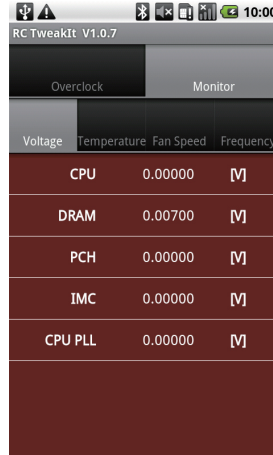 10:00
RC TweakIt V1.0.7
Overclock Monitor
Voltage Temperature Fan Speed Frequency
CPU 0.00000 [V]
DRAM 0.00700 [V]
PCH 0.00000 [V]
IMC 0.00000 [V]
CPU PLL 0.00000 [V]